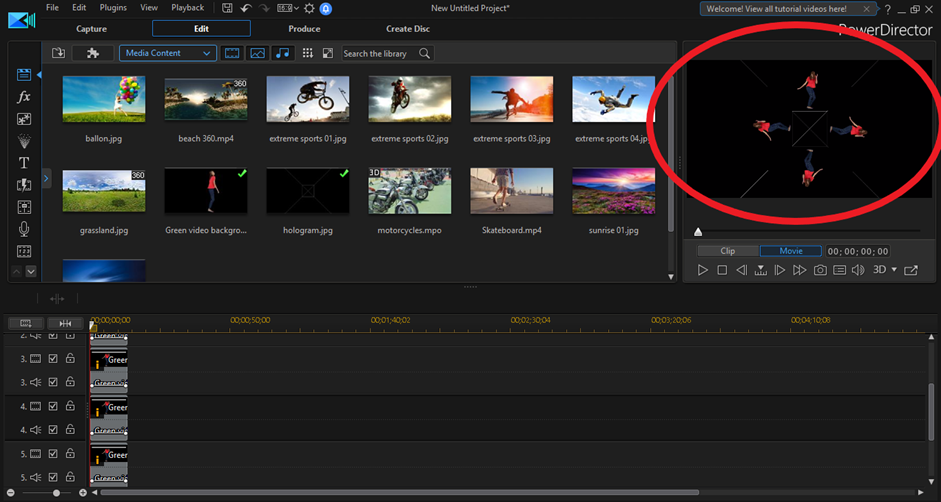 File Edit Plugins View Playback
16:9
New Untitled Project*
Welcome! View all tutorial videos here!
?
PowerDirector
Capture Edit Produce Create Disc
Media Content
Search the library
360
ballon.jpg beach 360.mp4 extreme sports 01.jpg extreme sports 02.jpg extreme sports 03.jpg extreme sports 04.jpg
fx
T
360 3D
grassland.jpg Green video backgro... hologram.jpg motorcycles.mpo Skateboard.mp4 sunrise 01.jpg
Clip Movie 00; 00; 00; 00
3D
00;00;00;00 00;00;50;00 00;01;40;02 00;02;30;04 00;03;20;06 00;04;10;08
2. Green
3. Green
3. Green
4. Green
4. Green
5. Green
5. Green